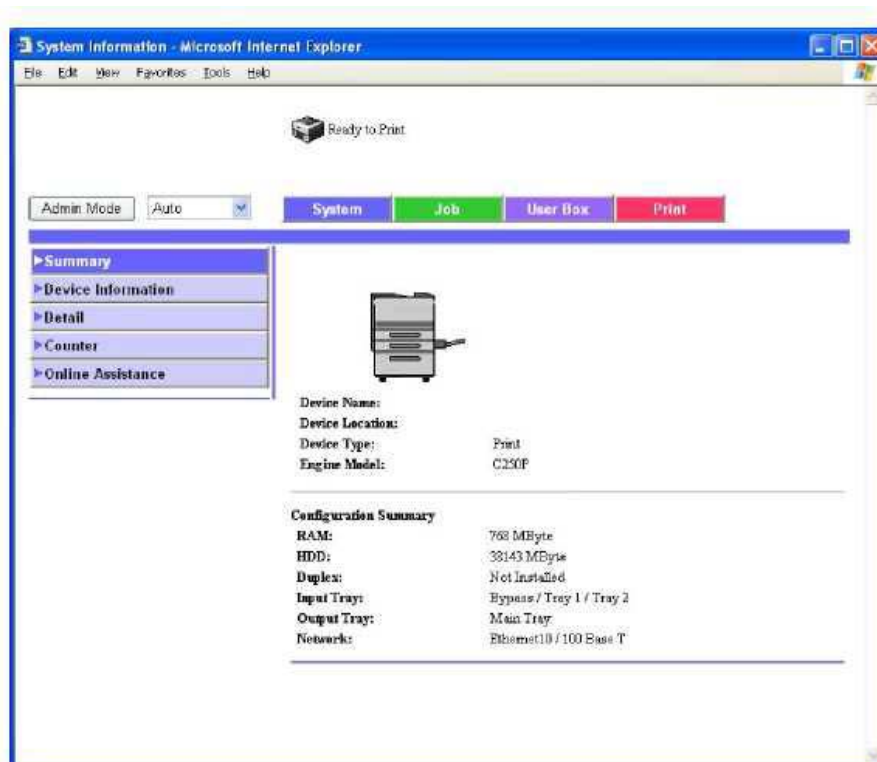 System Information - Microsoft Internet Explorer
File Edit View Favorites Tools Help
Ready to Print
Admin Mode Auto System Job User Box Print
Summary
Device Information
Detail
Counter
Online Assistance
Device Name:
Device Location:
Device Type: Print
Engine Model: C250P
Configuration Summary
RAM: 768 MByte
HDD: 38143 MByte
Duplex: Not Installed
Input Tray: Bypass / Tray 1 / Tray 2
Output Tray: Main Tray
Network: Ethernet10 / 100 Base T